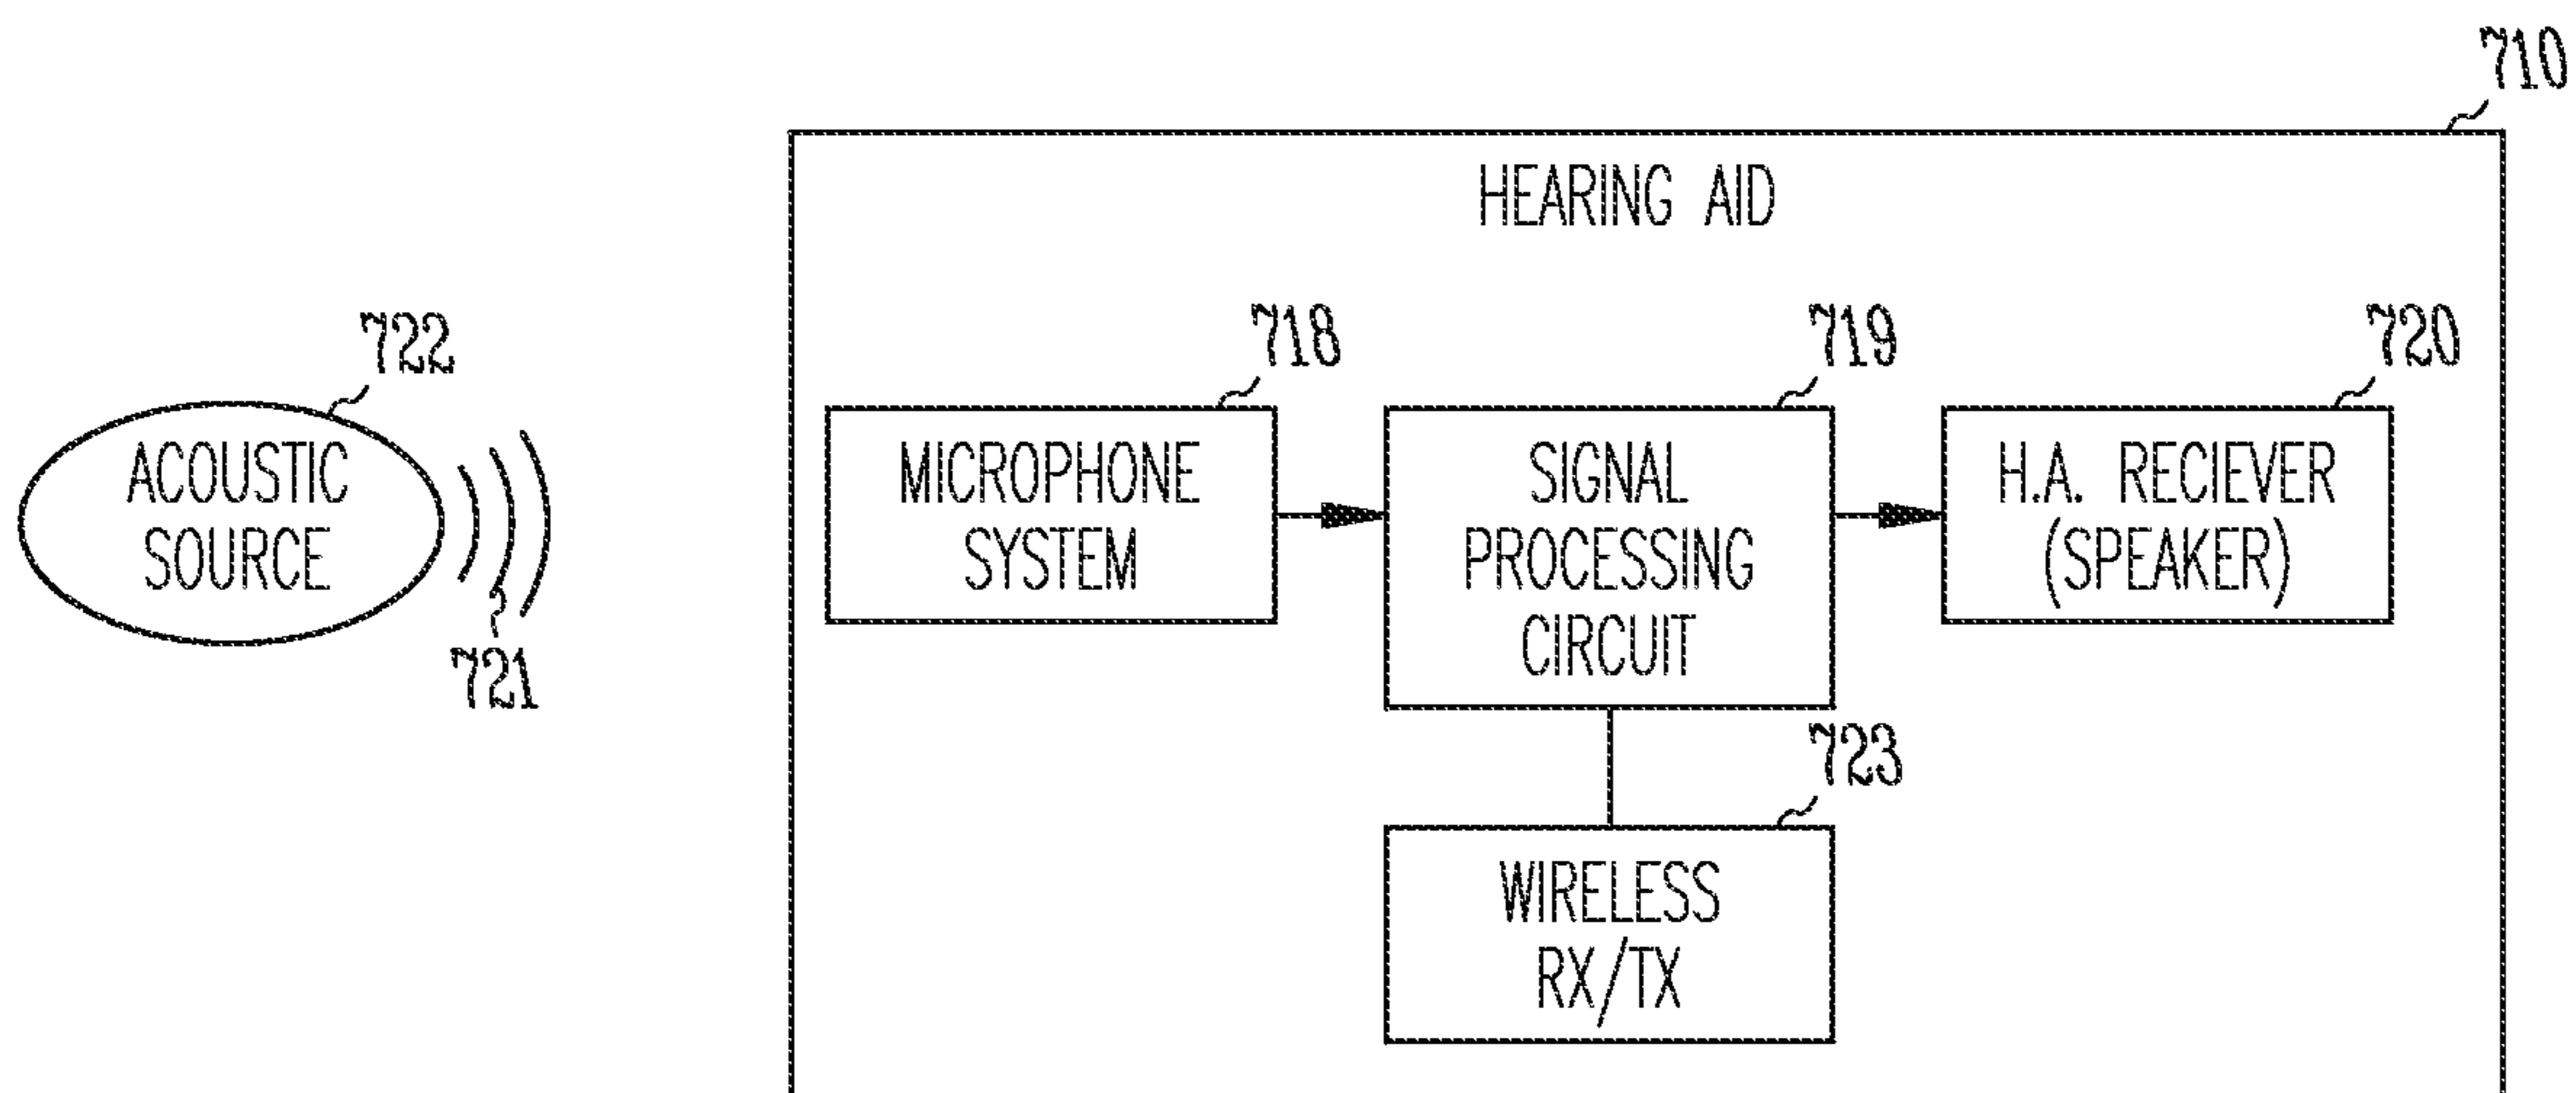 710
HEARING AID
722
718
719
720
ACOUSTIC
SOURCE
721
MICROPHONE
SYSTEM
SIGNAL
PROCESSING
CIRCUIT
H.A. RECIEVER
(SPEAKER)
723
WIRELESS
RX/TX